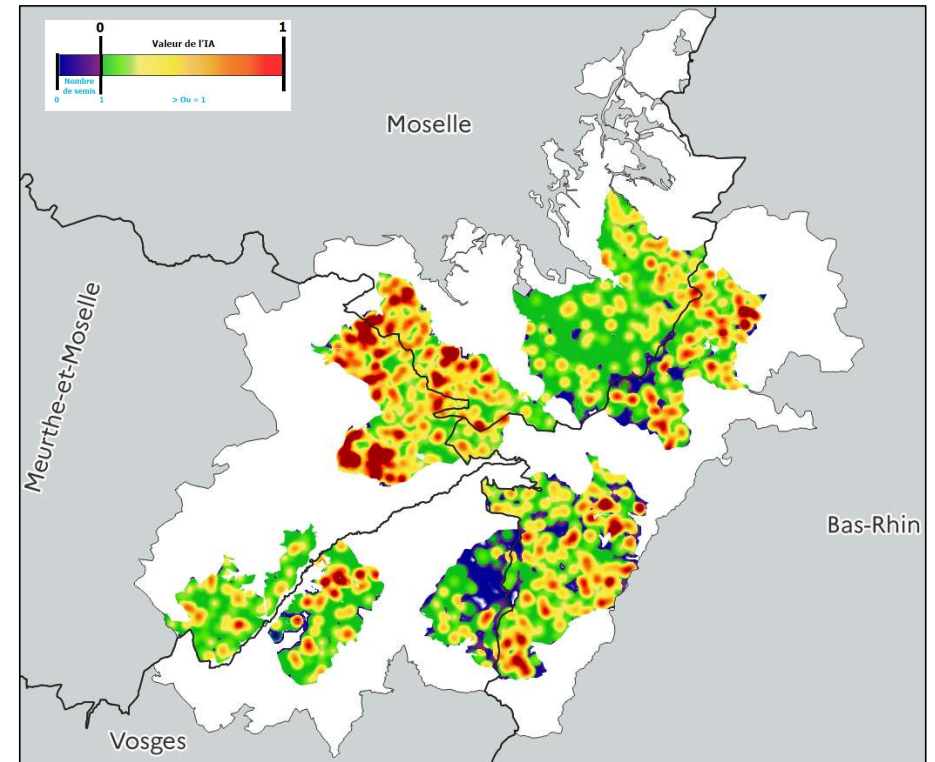 0
1
Valeur de l'IA
Nombre
de semis
0
1
> Ou = 1
Moselle
Meurthe-et-Moselle
Bas-Rhin
Vosges